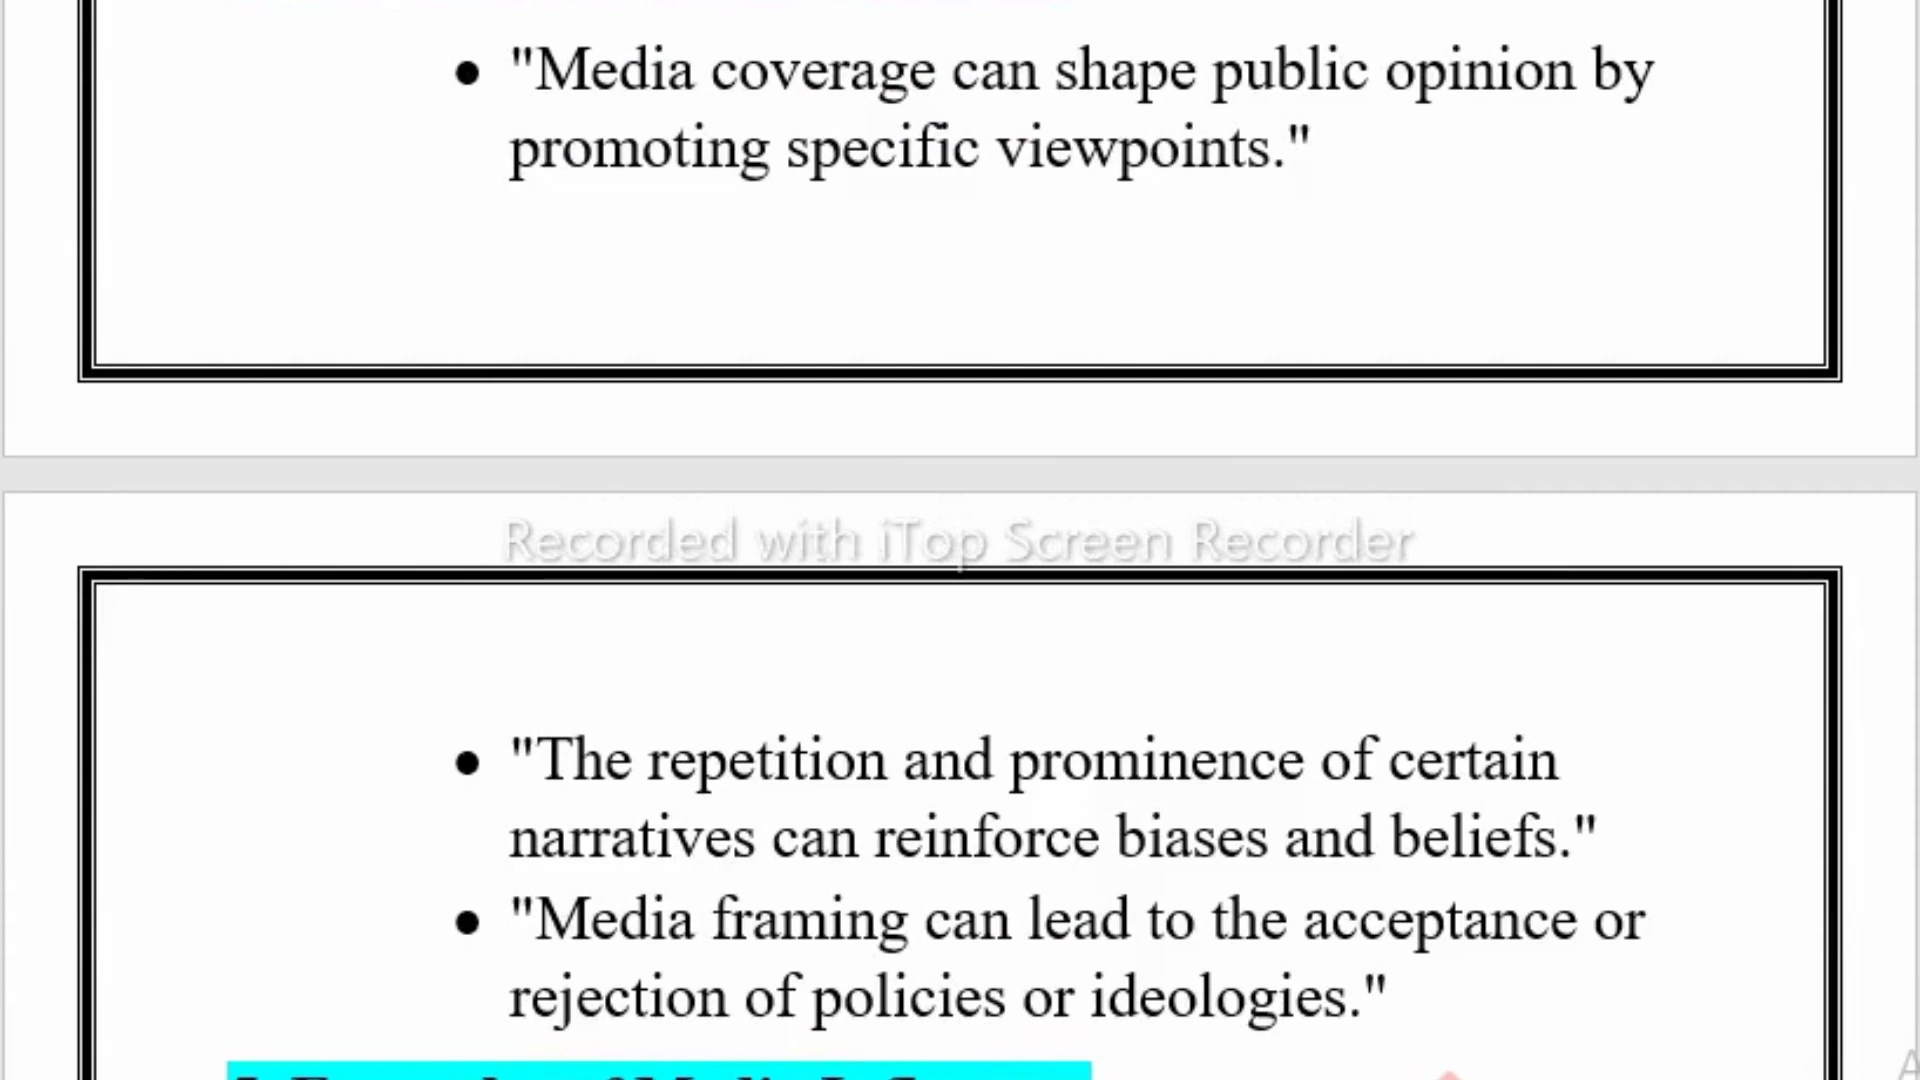 ● "Media coverage can shape public opinion by
promoting specific viewpoints."
Recorded with iTop Screen Recorder
● "The repetition and prominence of certain
narratives can reinforce biases and beliefs."
● "Media framing can lead to the acceptance or
rejection of policies or ideologies."